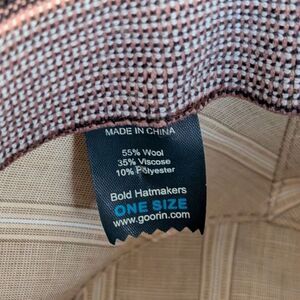 MADE IN CHINA
55% Wool
35% Viscose
10% Polyester
Bold Hatmakers
ONE SIZE
www.goorin.com